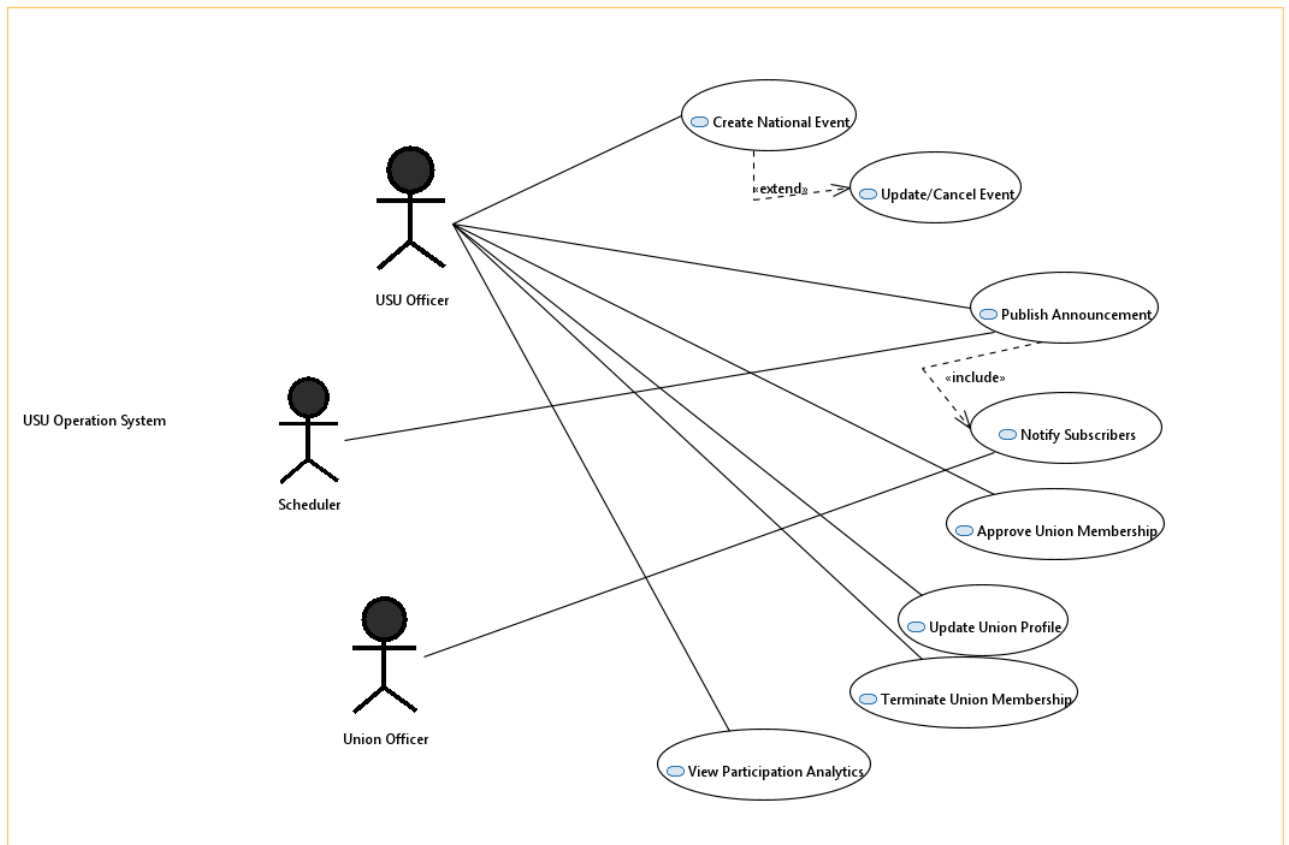 Create National Event
«extend»
Update/Cancel Event
USU Officer
Publish Announcement
«include»
USU Operation System
Notify Subscribers
Scheduler
Approve Union Membership
Update Union Profile
Terminate Union Membership
Union Officer
View Participation Analytics